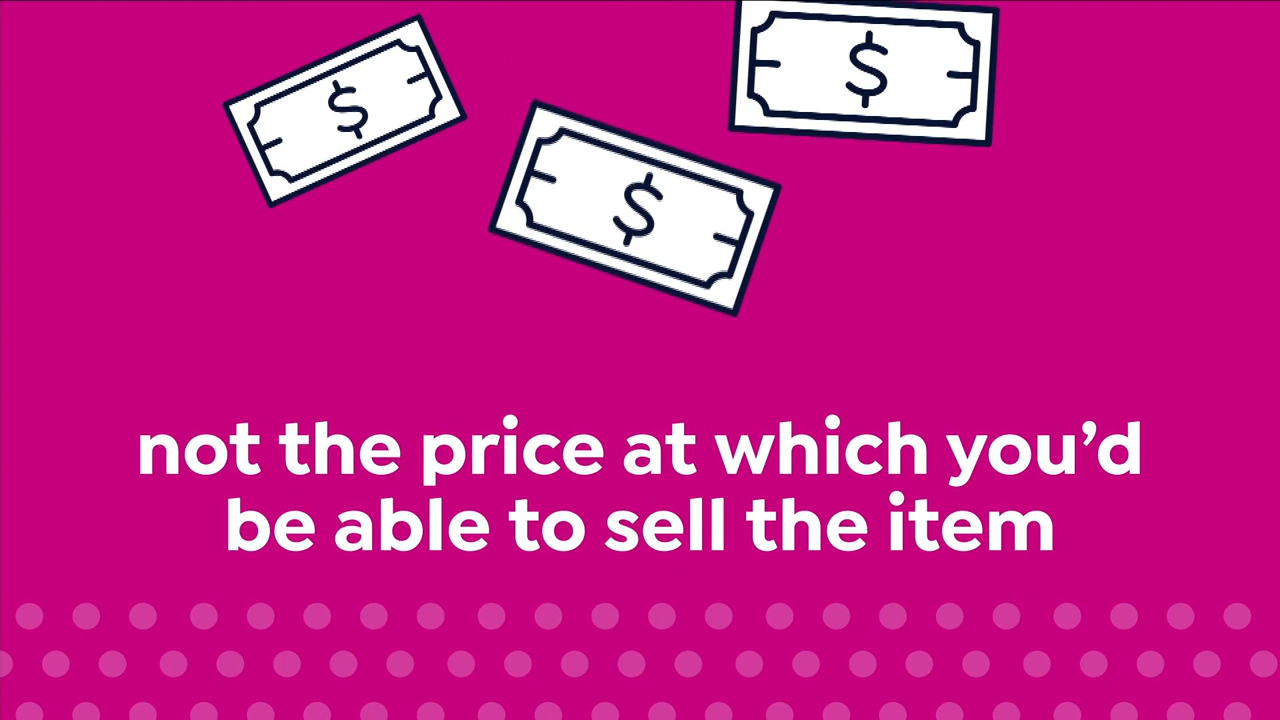 $
$
$
not the price at which you’d
be able to sell the item